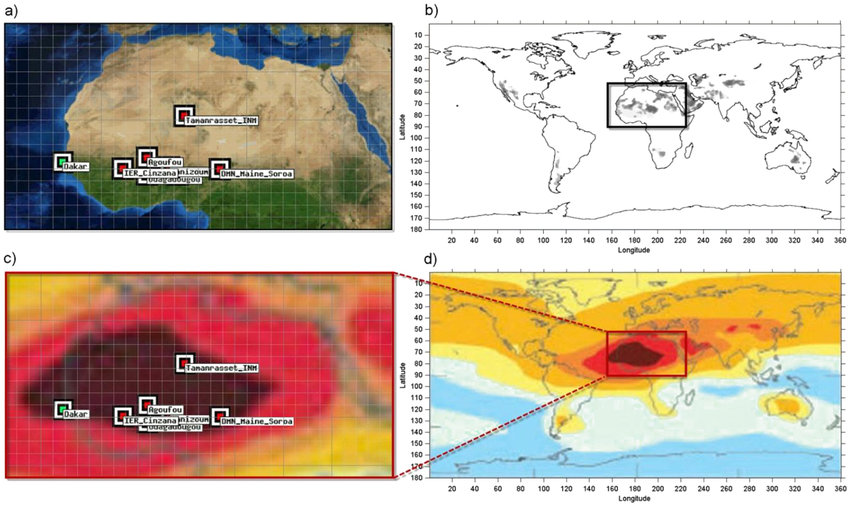 a)
Tamanrasset_INM
Dakar
Agoufou
IER_Cinzana
nizoum
DMN_Maine_Soroa
Ouagadougou
b)
10
20
30
40
50
60
70
80
90
100
110
120
130
140
150
160
170
180
Latitude
20 40 60 80 100 120 140 160 180 200 220 240 260 280 300 320 340 360
Longitude
c)
Tamanrasset_INM
Dakar
Agoufou
IER_Cinzana
nizoum
DMN_Maine_Soroa
Ouagadougou
d)
10
20
30
40
50
60
70
80
90
100
110
120
130
140
150
160
170
180
Latitude
20 40 60 80 100 120 140 160 180 200 220 240 260 280 300 320 340 360
Longitude